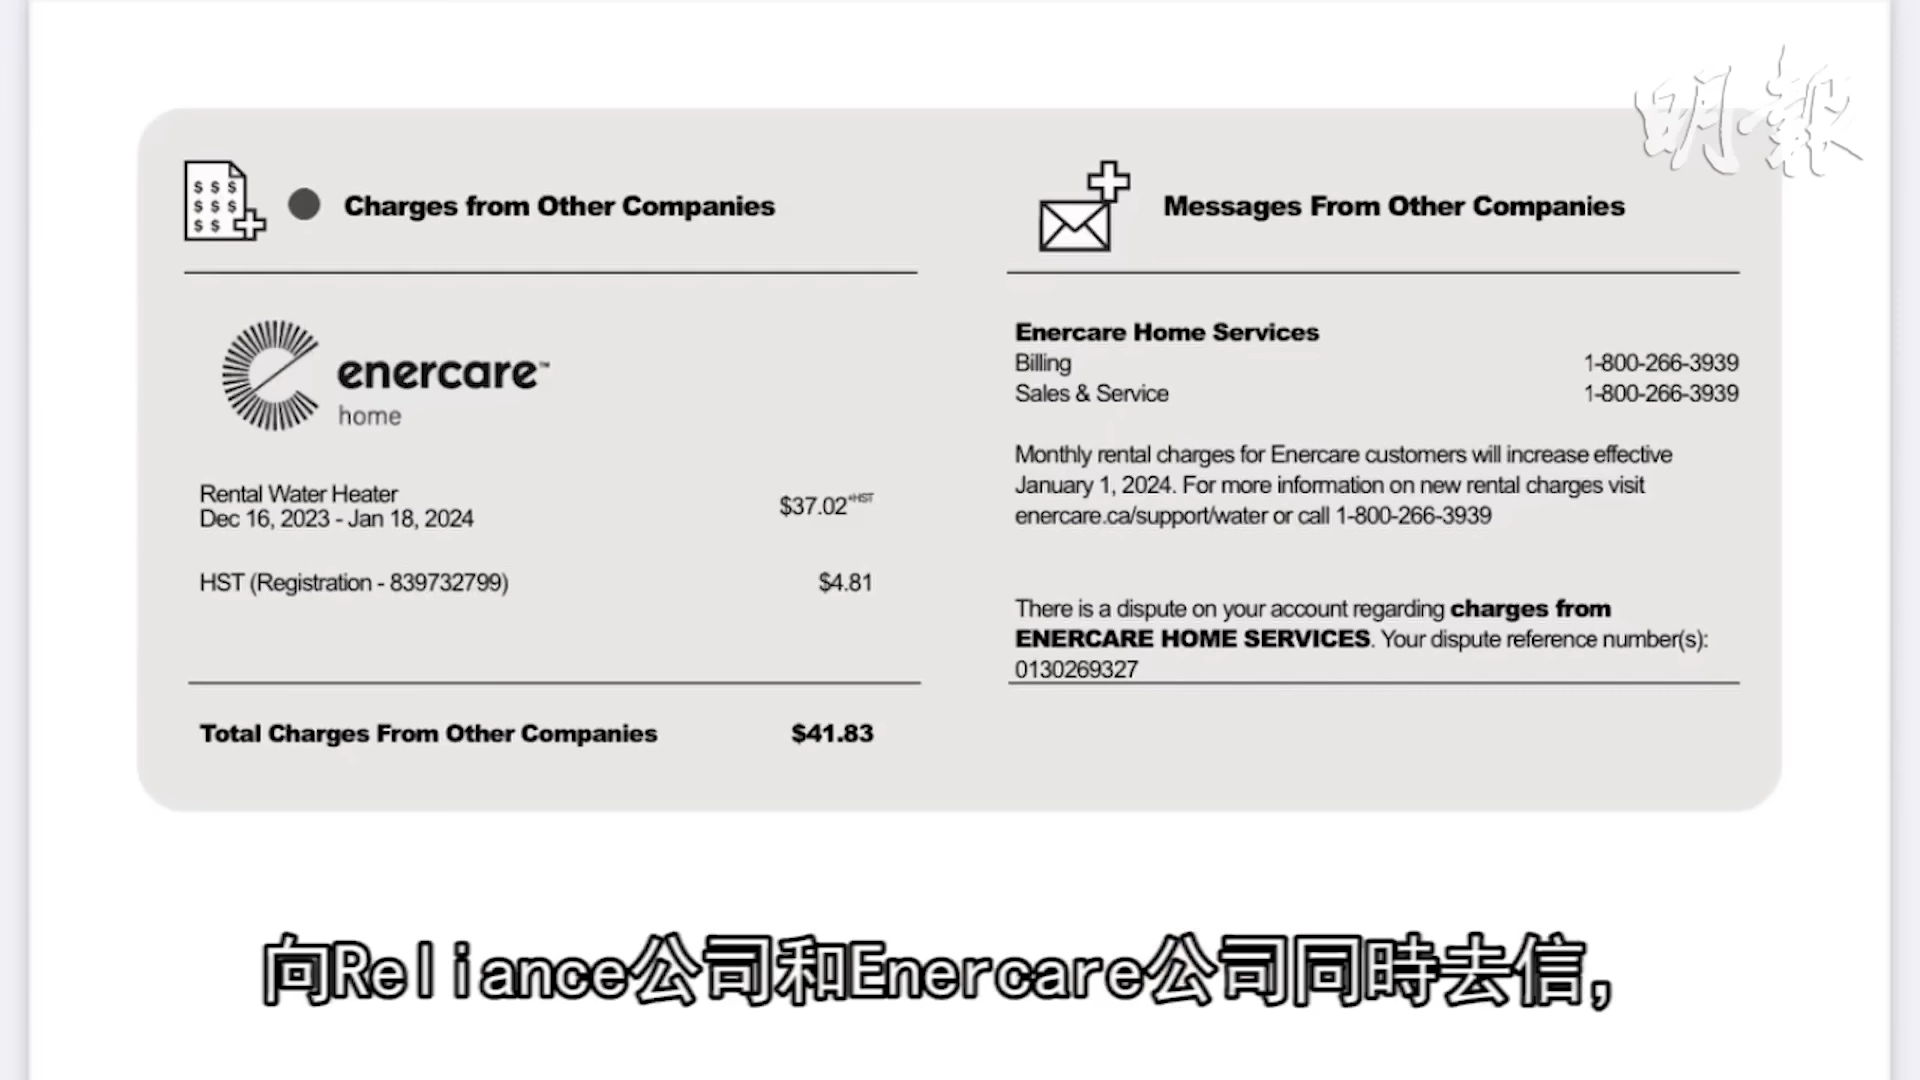 明報
Charges from Other Companies
enercare™
home
Rental Water Heater
Dec 16, 2023 - Jan 18, 2024
$37.02+HST
HST (Registration - 839732799)
$4.81
Total Charges From Other Companies
$41.83
Messages From Other Companies
Enercare Home Services
Billing 1-800-266-3939
Sales & Service 1-800-266-3939
Monthly rental charges for Enercare customers will increase effective
January 1, 2024. For more information on new rental charges visit
enercare.ca/support/water or call 1-800-266-3939
There is a dispute on your account regarding charges from
ENERCARE HOME SERVICES. Your dispute reference number(s):
0130269327
向Reliance公司和Enercare公司同時去信,